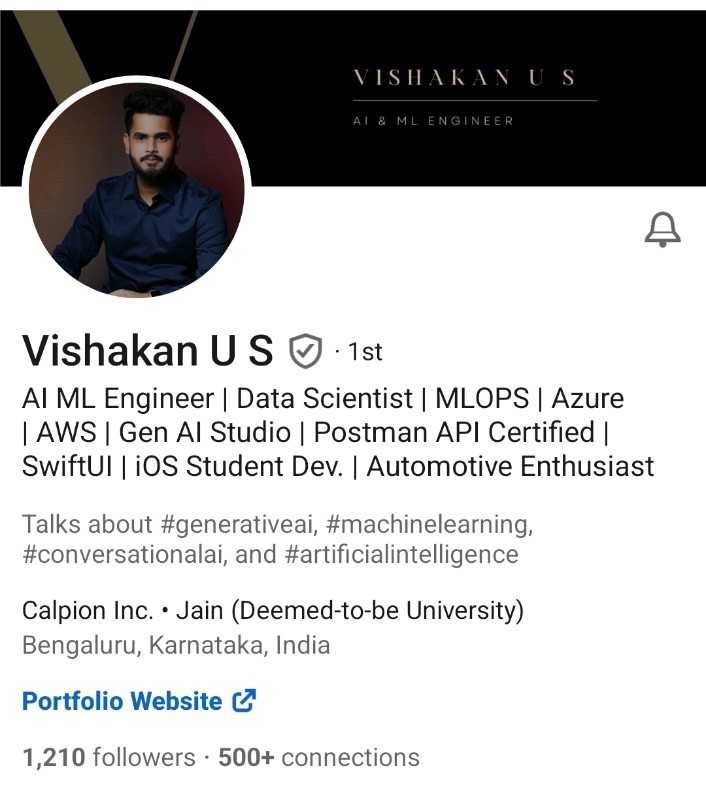 VISHAKAN U S
AI & ML ENGINEER
Vishakan U S · 1st
AI ML Engineer | Data Scientist | MLOPS | Azure
| AWS | Gen AI Studio | Postman API Certified |
SwiftUI | iOS Student Dev. | Automotive Enthusiast
Talks about #generativeai, #machinelearning,
#conversationalai, and #artificialintelligence
Calpion Inc. • Jain (Deemed-to-be University)
Bengaluru, Karnataka, India
Portfolio Website
1,210 followers · 500+ connections